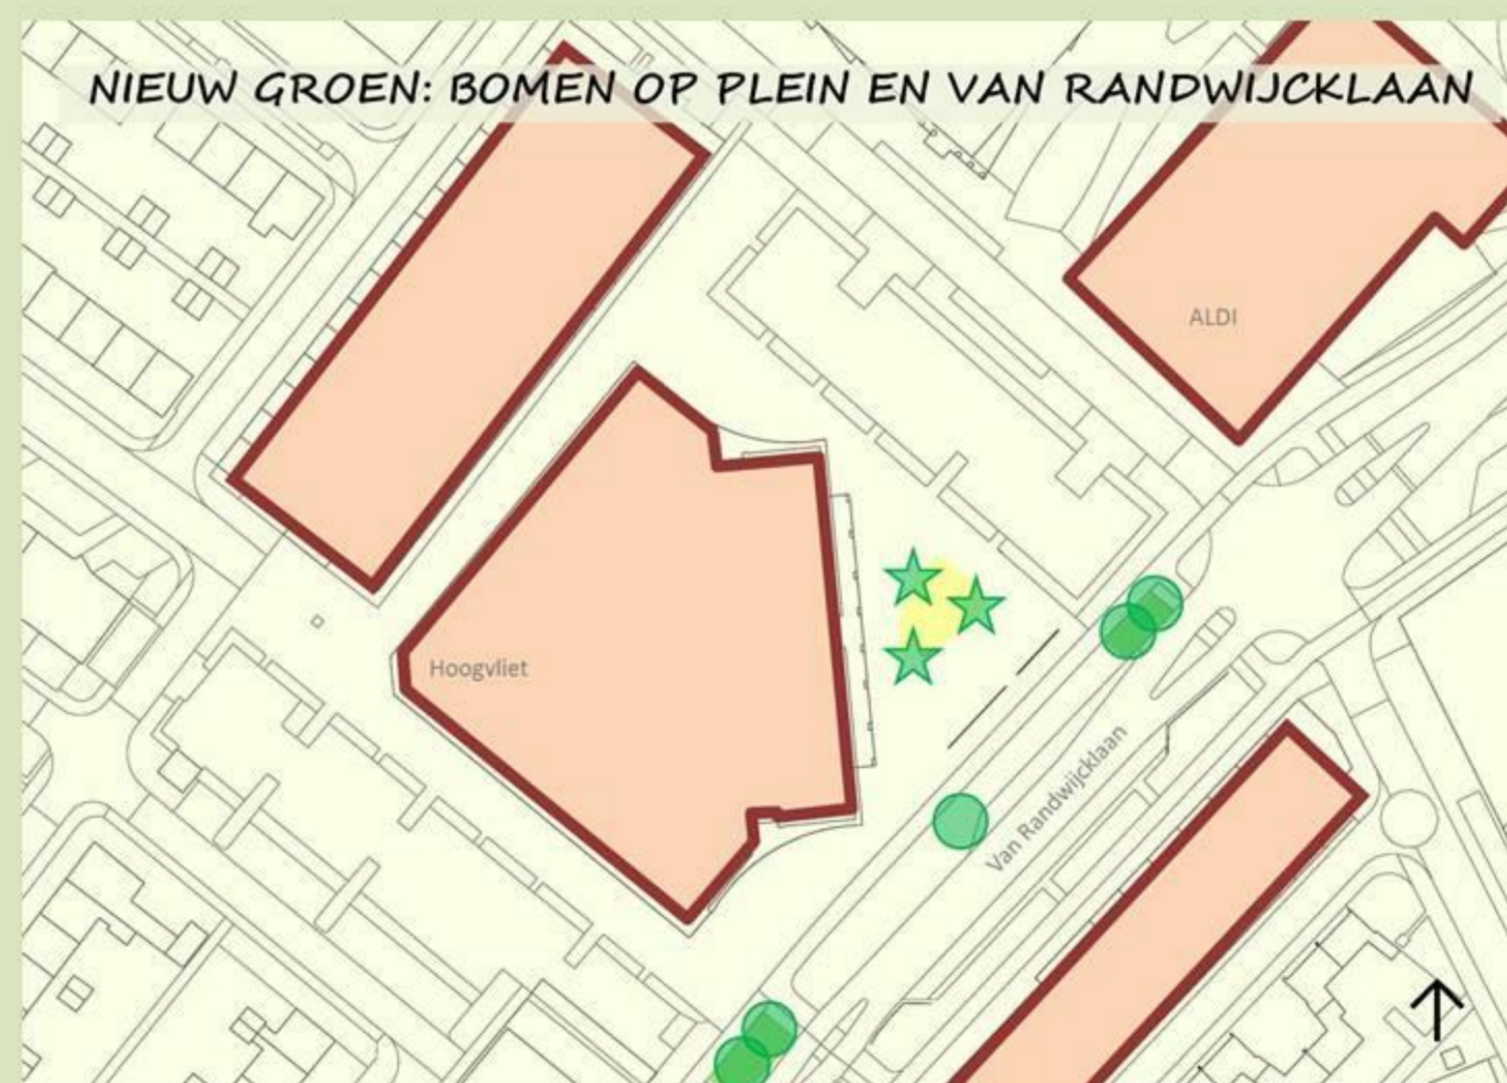 NIEUW GROEN: BOMEN OP PLEIN EN VAN RANDWIJCKLAAN
ALDI
Hoogvliet
Van Randwijcklaan